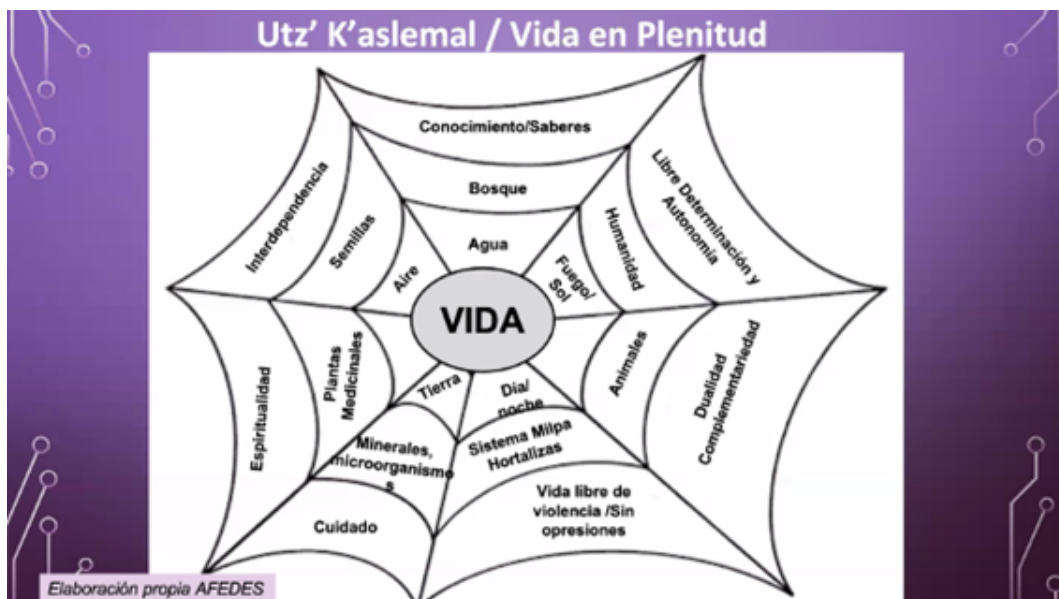 Utz' K'aslemal / Vida en Plenitud
Conocimiento/Saberes
Bosque
Agua
Interdependencia
Semillas
Aire
Fuego/
Sol
Humanidad
Libre Determinación y
Autonomía
VIDA
Espiritualidad
Plantas
Medicinales
Tierra
Día/
noche
Animales
Dualidad
Complementariedad
Minerales,
microorganismo
s
Sistema Milpa
Hortalizas
Cuidado
Vida libre de
violencia /Sin
opresiones
Elaboración propia AFEDES